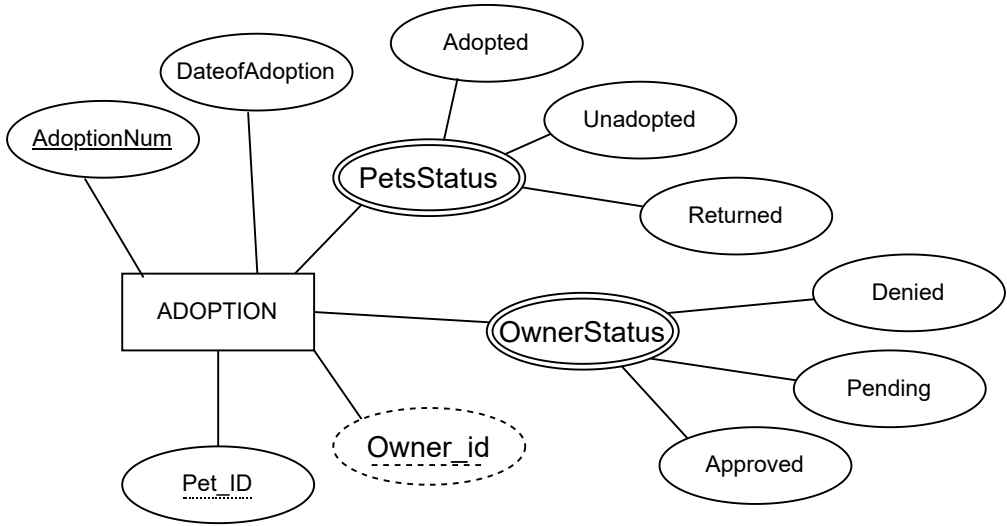 Adopted
DateofAdoption
Unadopted
AdoptionNum
PetsStatus
Returned
Denied
ADOPTION
OwnerStatus
Pending
Owner_id
Approved
Pet_ID